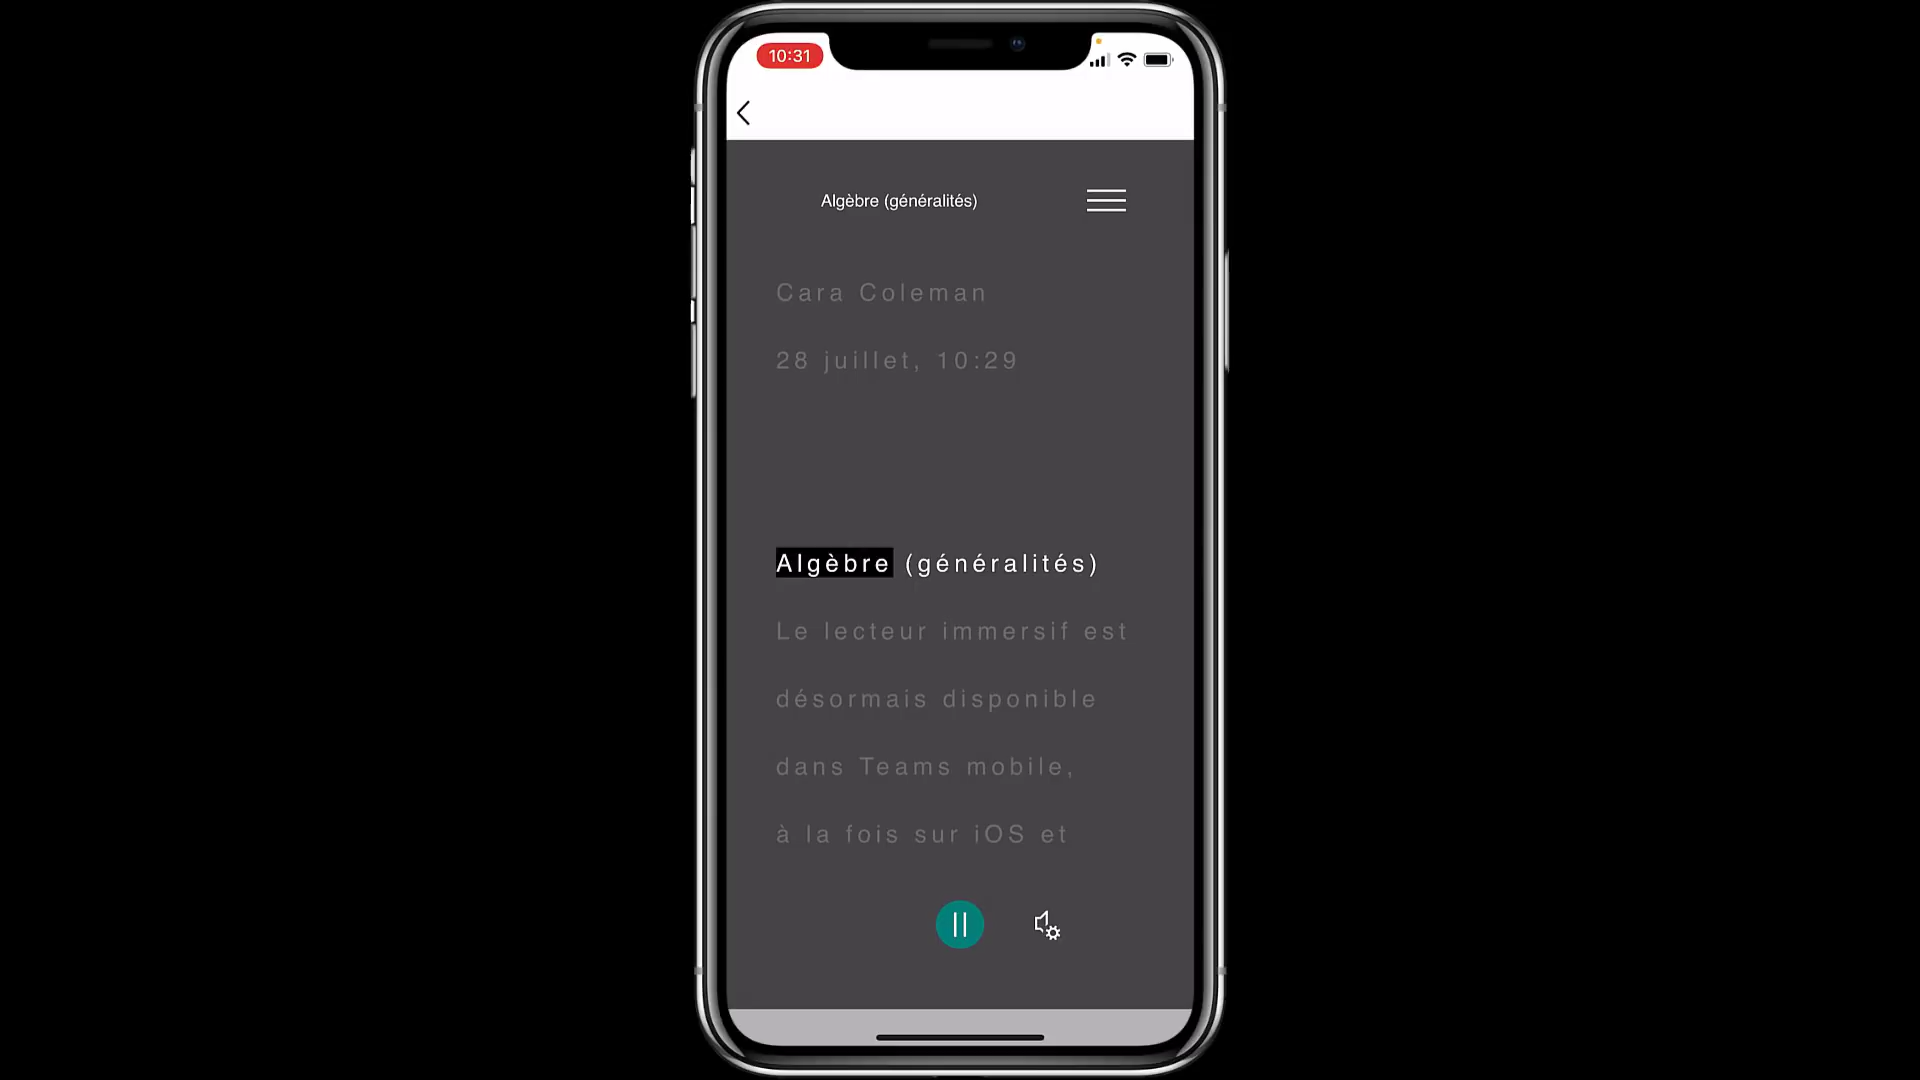 10:31
Algèbre (généralités)
Cara Coleman
28 juillet, 10:29
Algèbre (généralités)
Le lecteur immersif est
désormais disponible
dans Teams mobile,
à la fois sur iOS et